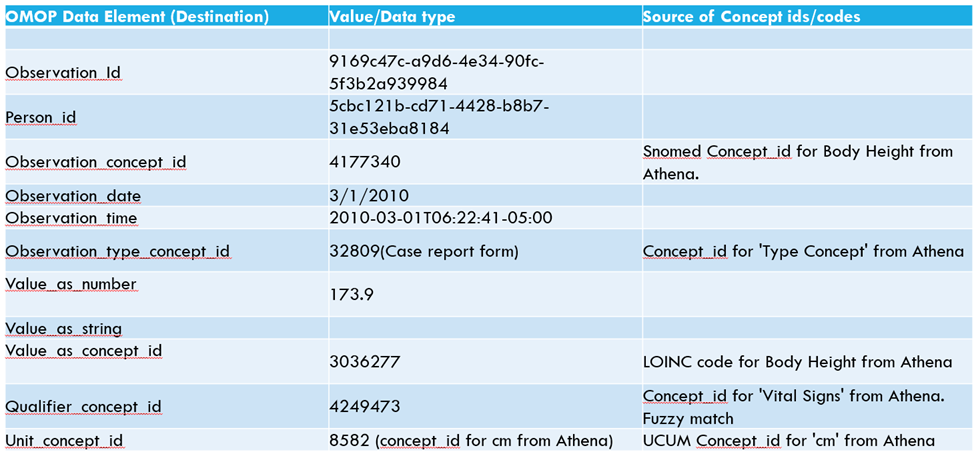 OMOP Data Element (Destination) Value/Data type Source of Concept ids/codes
Observation_Id 9169c47c-a9d6-4e34-90fc-
5f3b2a939984
Person_id 5cbc121b-cd71-4428-b8b7-
31e53eba8184
Observation_concept_id 4177340 Snomed Concept_id for Body Height from
Athena.
Observation_date 3/1/2010
Observation_time 2010-03-01T06:22:41-05:00
Observation_type_concept_id 32809(Case report form) Concept_id for 'Type Concept' from Athena
Value_as_number 173.9
Value_as_string
Value_as_concept_id 3036277 LOINC code for Body Height from Athena
Qualifier_concept_id 4249473 Concept_id for 'Vital Signs' from Athena.
Fuzzy match
Unit_concept_id 8582 (concept_id for cm from Athena) UCUM Concept_id for 'cm' from Athena